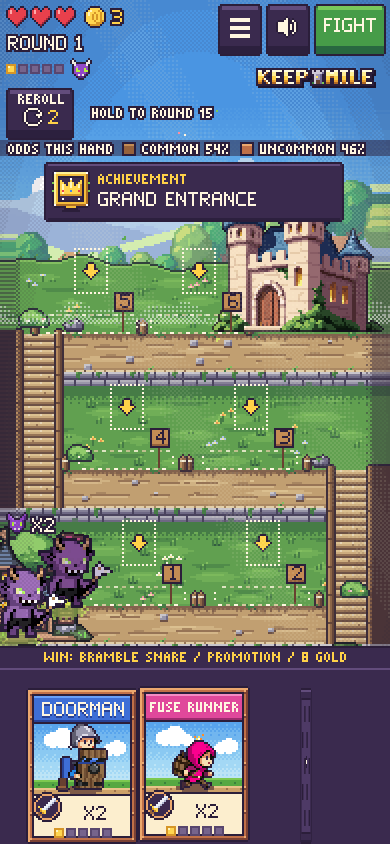 3
ROUND 1
FIGHT
KEEP MILE
REROLL
2
HOLD TO ROUND 15
ODDS THIS HAND COMMON 54% UNCOMMON 46%
ACHIEVEMENT
GRAND ENTRANCE
5
6
4
3
X2
1
2
WIN: BRAMBLE SNARE / PROMOTION / 8 GOLD
DOORMAN
FUSE RUNNER
X2
X2